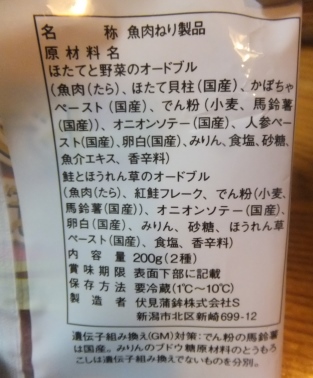 名称 魚肉ねり製品
原材料名
ほたてと野菜のオードブル
(魚肉(たら)、ほたて貝柱(国産)、かぼちゃ
ペースト(国産)、でん粉(小麦、馬鈴薯
(国産))、オニオンソテー(国産)、人参ペー
スト(国産)、卵白(国産)、みりん、食塩、砂糖、
魚介エキス、香辛料)
鮭とほうれん草のオードブル
(魚肉(たら)、紅鮭フレーク、でん粉(小麦、
馬鈴薯(国産))、オニオンソテー(国産)、
卵白(国産)、みりん、砂糖、ほうれん草
ペースト(国産)、食塩、香辛料)
内容量 200g(2種)
賞味期限 表面下部に記載
保存方法 要冷蔵(1℃～10℃)
製造者 伏見蒲鉾株式会社S
新潟市北区新崎699-12
遺伝子組み換え(GM)対策:でん粉の馬鈴薯
は国産。みりんのブドウ糖原材料のとうもろ
こしは遺伝子組み換えでないものを分別。